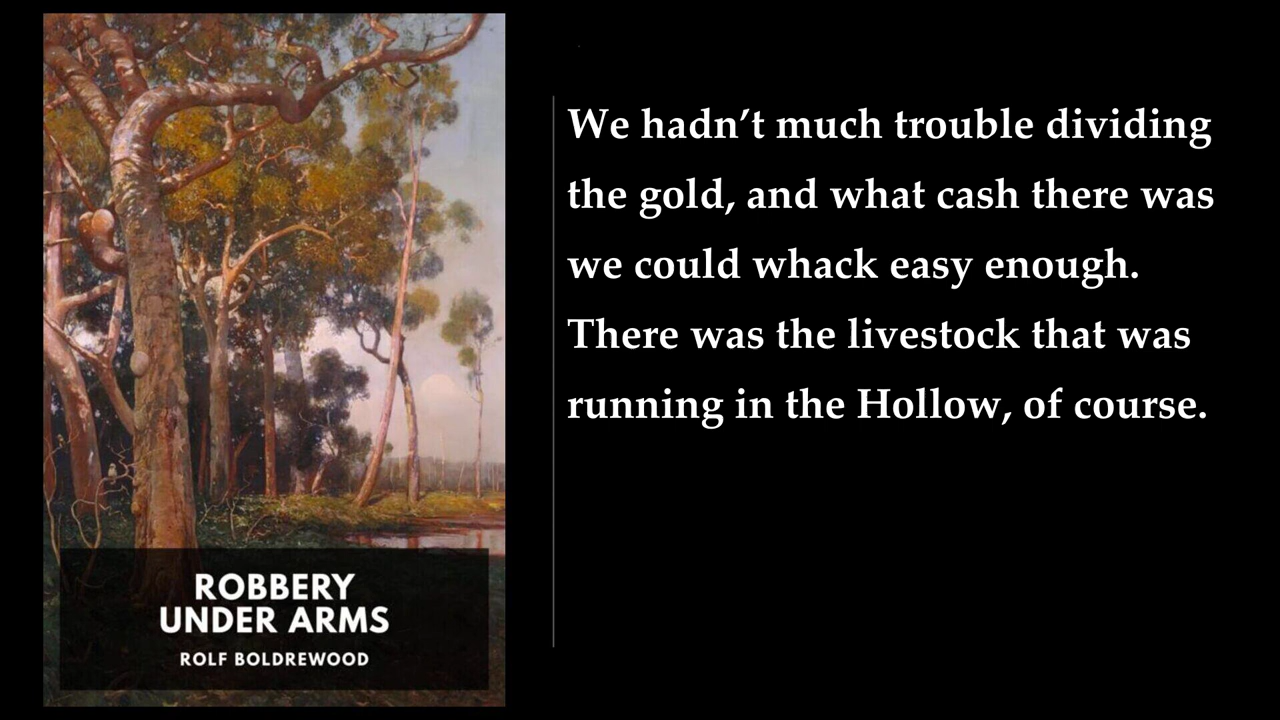 We hadn’t much trouble dividing
the gold, and what cash there was
we could whack easy enough.
There was the livestock that was
running in the Hollow, of course.
ROBBERY
UNDER ARMS
ROLF BOLDREWOOD